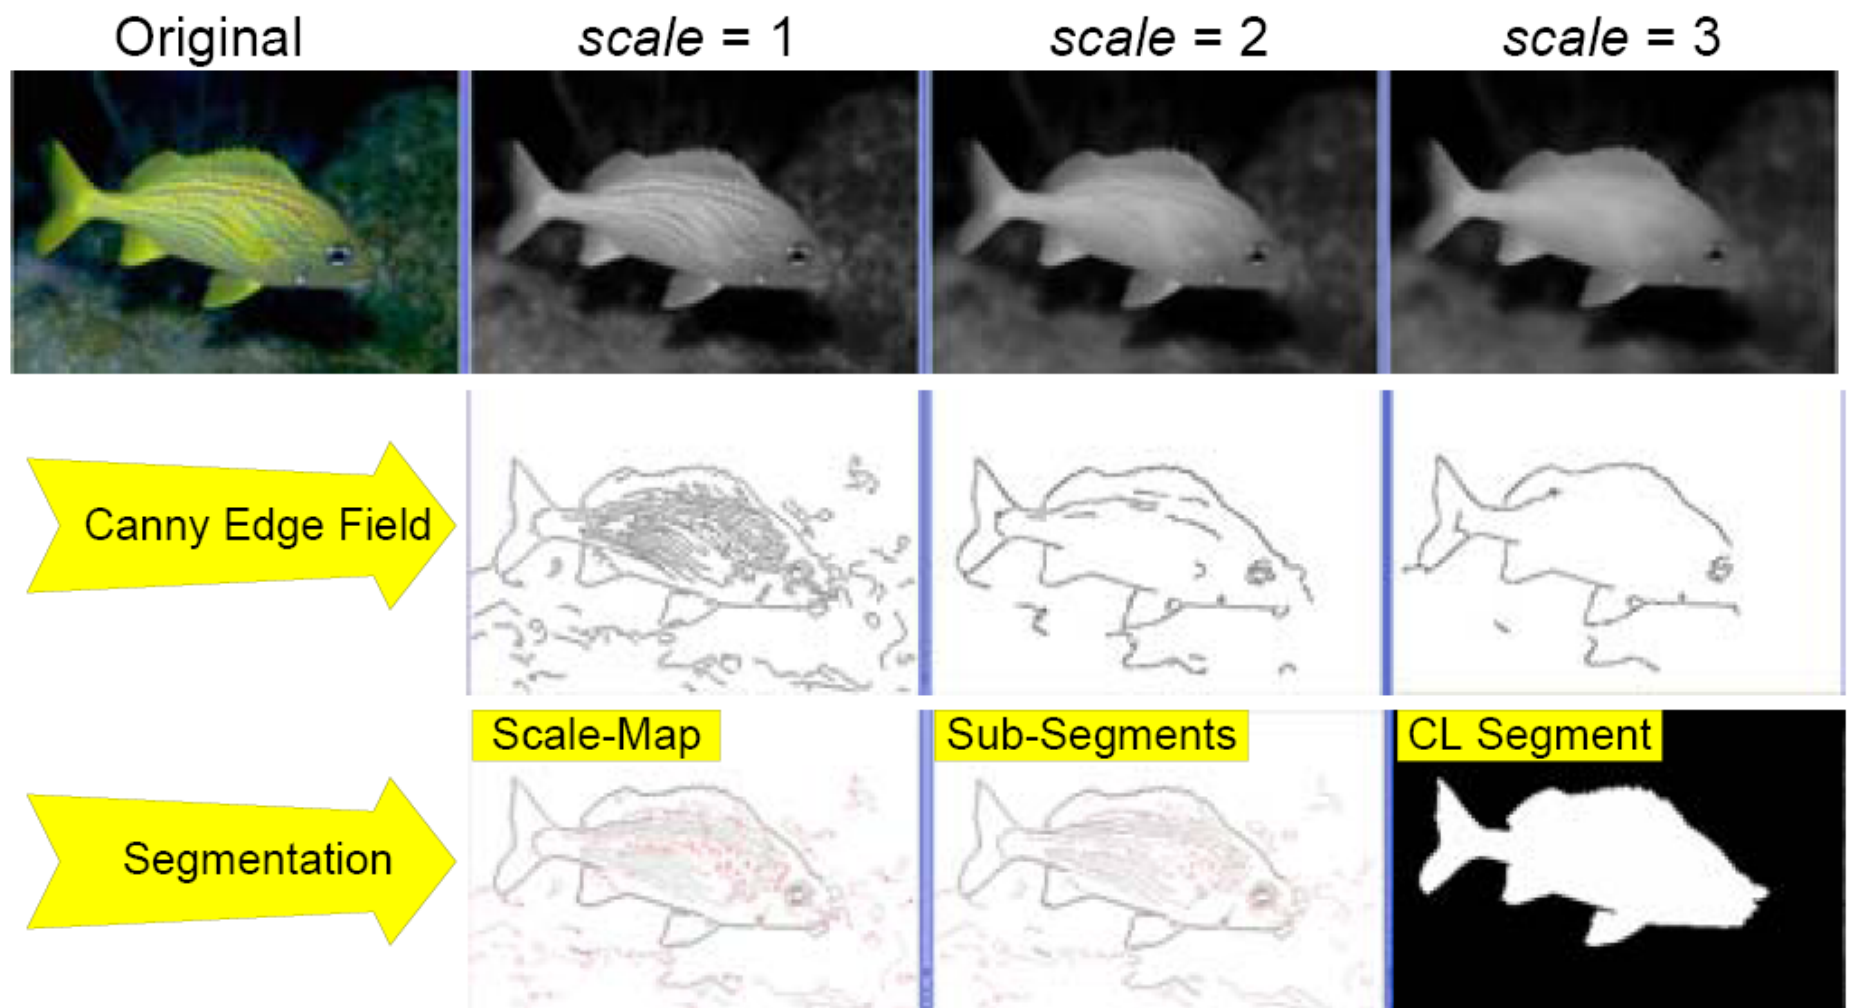 Original
scale = 1
scale = 2
scale = 3
Canny Edge Field
Scale-Map
Sub-Segments
CL Segment
Segmentation